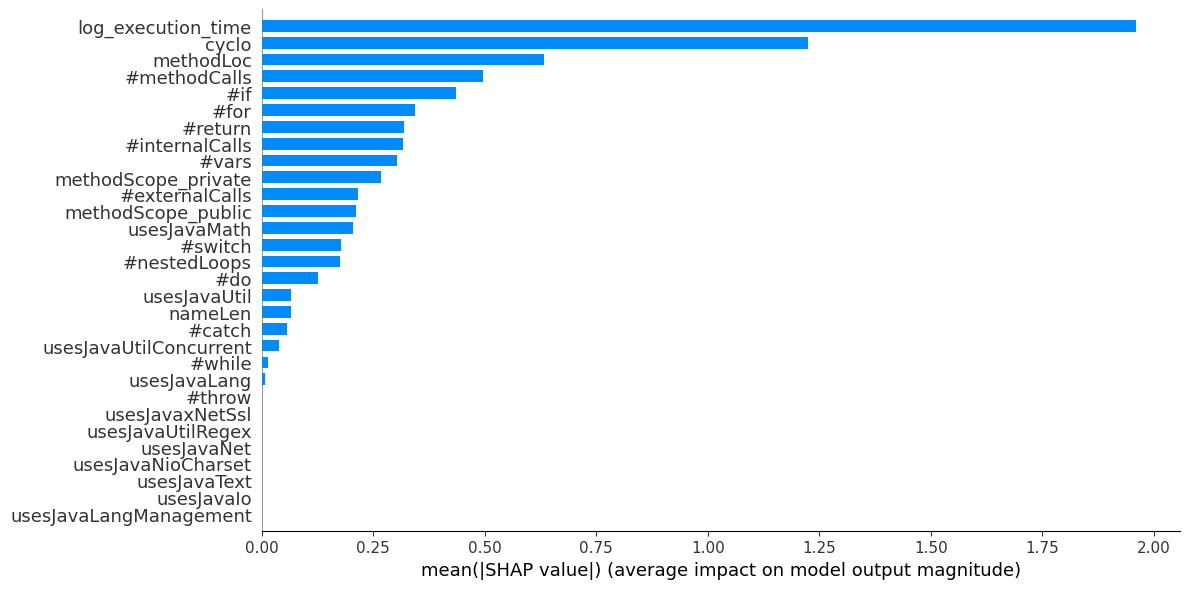 log_execution_time
cyclo
methodLoc
#methodCalls
#if
#for
#return
#internalCalls
#vars
methodScope_private
#externalCalls
methodScope_public
usesJavaMath
#switch
#nestedLoops
#do
usesJavaUtil
nameLen
#catch
usesJavaUtilConcurrent
#while
usesJavaLang
#throw
usesJavaxNetSsl
usesJavaUtilRegex
usesJavaNet
usesJavaNioCharset
usesJavaText
usesJavaIo
usesJavaLangManagement
0.00 0.25 0.50 0.75 1.00 1.25 1.50 1.75 2.00
mean(|SHAP value|) (average impact on model output magnitude)